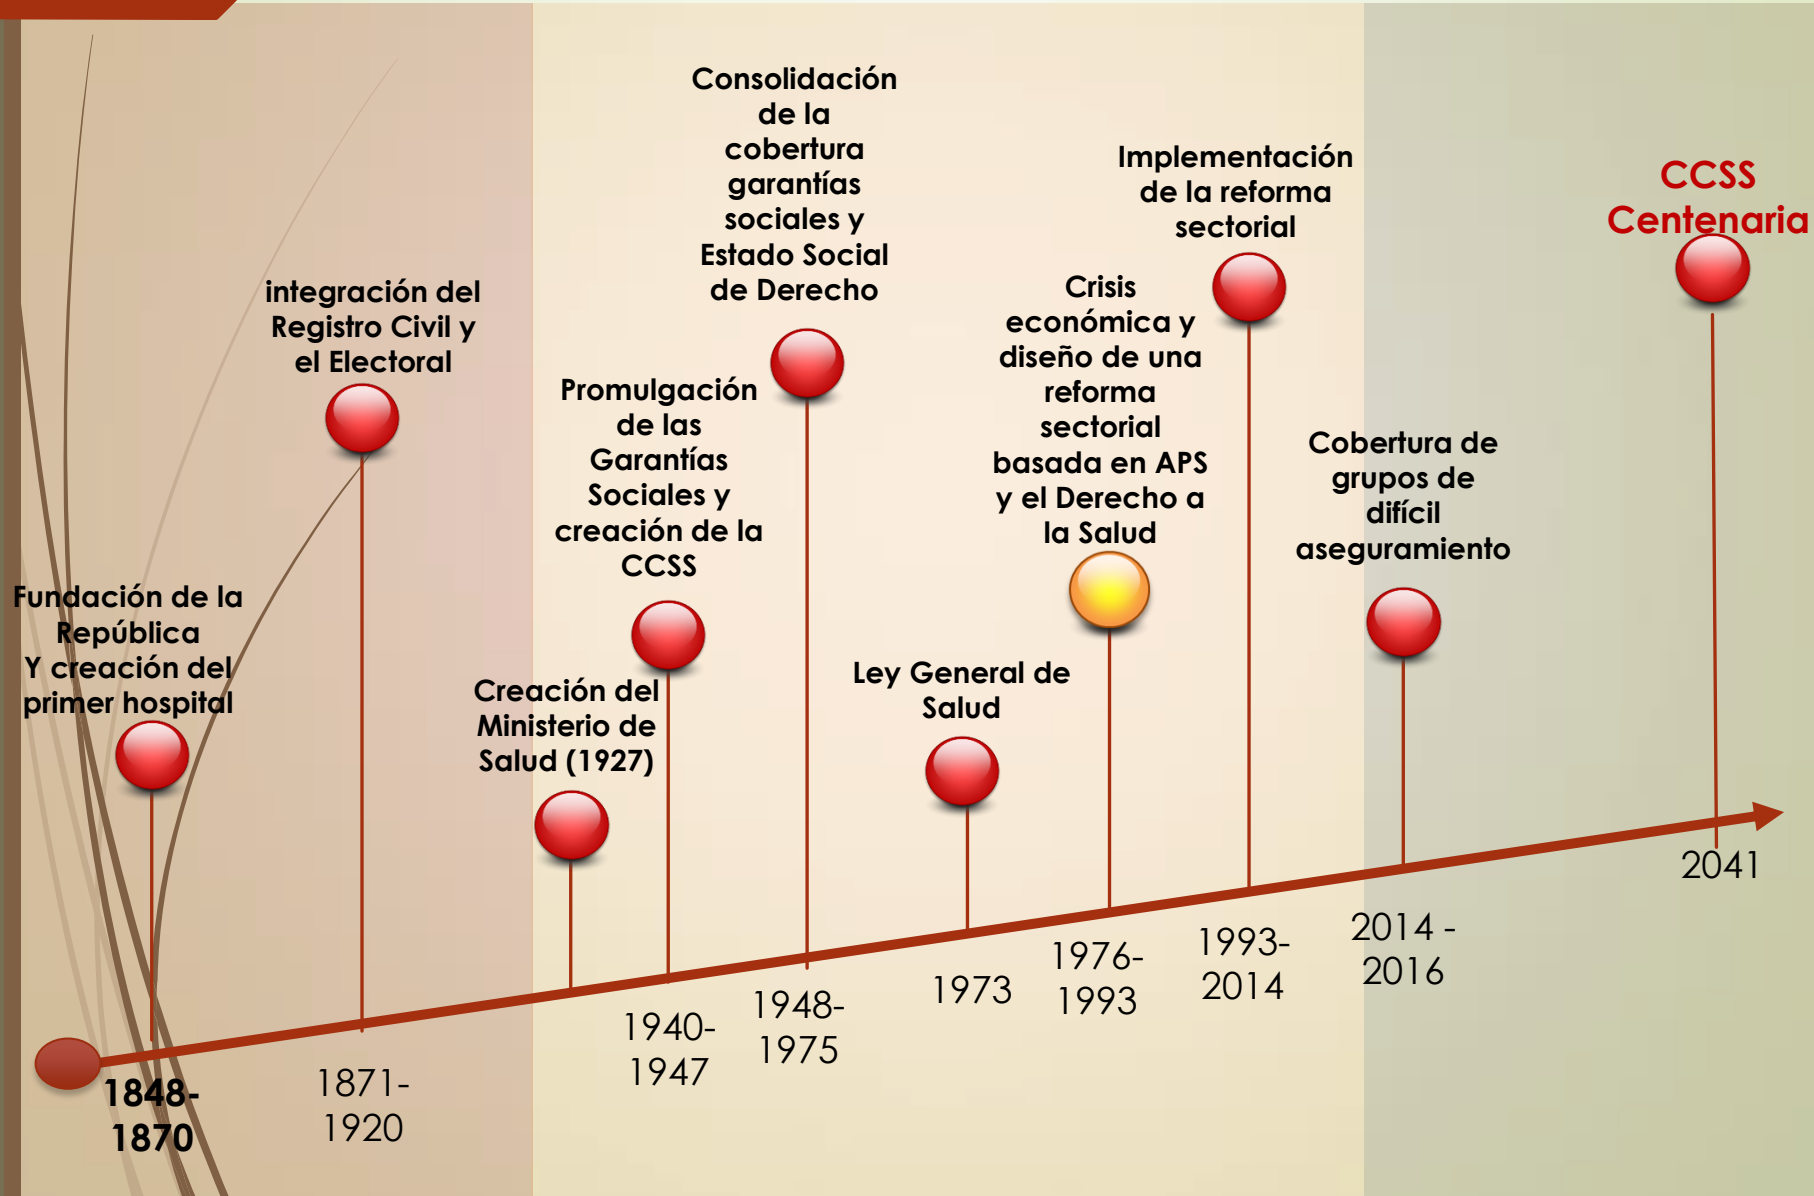 Fundación de la
República
Y creación del
primer hospital
1848-
1870
integración del
Registro Civil y
el Electoral
1871-
1920
Creación del
Ministerio de
Salud (1927)
Promulgación
de las
Garantías
Sociales y
creación de la
CCSS
1940-
1947
Consolidación
de la
cobertura
garantías
sociales y
Estado Social
de Derecho
1948-
1975
Ley General de
Salud
1973
Crisis
económica y
diseño de una
reforma
sectorial
basada en APS
y el Derecho a
la Salud
1976-
1993
Implementación
de la reforma
sectorial
1993-
2014
Cobertura de
grupos de
difícil
aseguramiento
2014 -
2016
CCSS
Centenaria
2041